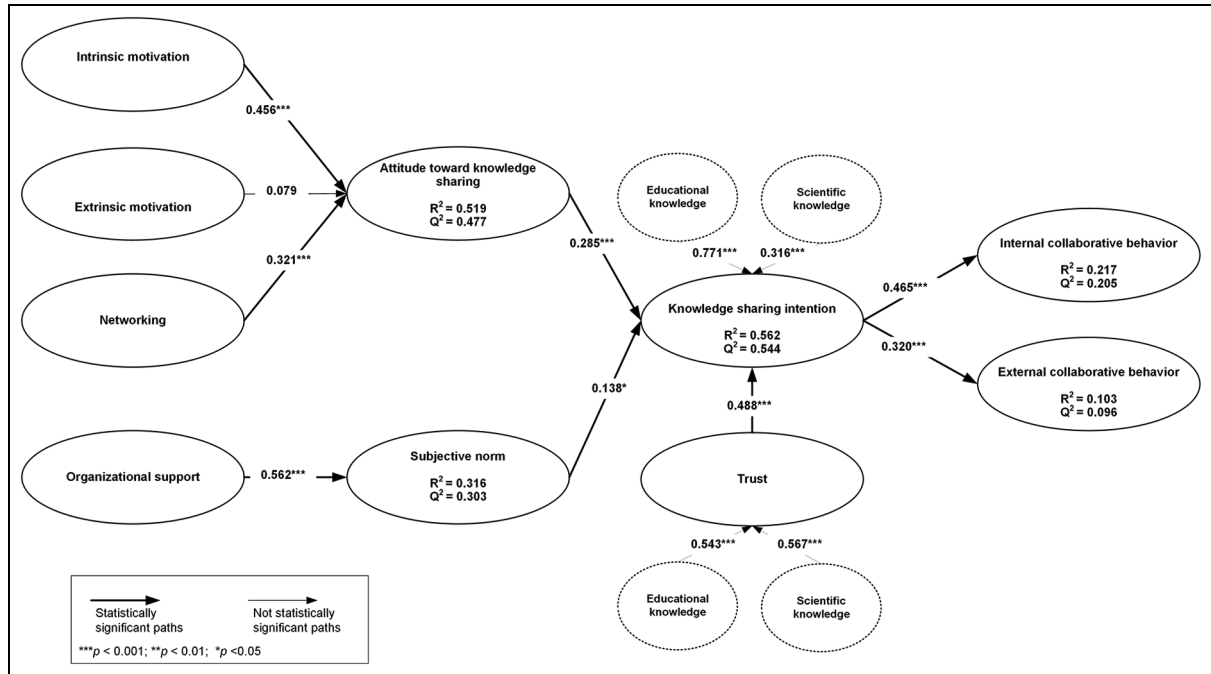 Intrinsic motivation
0.456***
Extrinsic motivation
0.079
Networking
0.321***
Attitude toward knowledge
sharing
R² = 0.519
Q² = 0.477
0.285***
Organizational support
0.562***
Subjective norm
R² = 0.316
Q² = 0.303
0.138*
Educational
knowledge
Scientific
knowledge
0.771***
0.316***
Knowledge sharing intention
R² = 0.562
Q² = 0.544
0.488***
Trust
0.543***
0.567***
Educational
knowledge
Scientific
knowledge
0.465***
0.320***
Internal collaborative behavior
R² = 0.217
Q² = 0.205
External collaborative behavior
R² = 0.103
Q² = 0.096
Statistically
significant paths
Not statistically
significant paths
***p < 0.001; **p < 0.01; *p <0.05